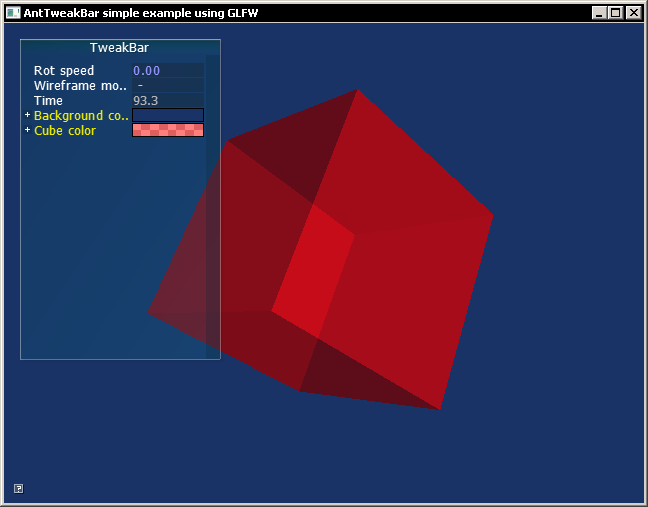 AntTweakBar simple example using GLFW
TweakBar
Rot speed 0.00
Wireframe mo.. -
Time 93.3
+ Background co..
+ Cube color
?